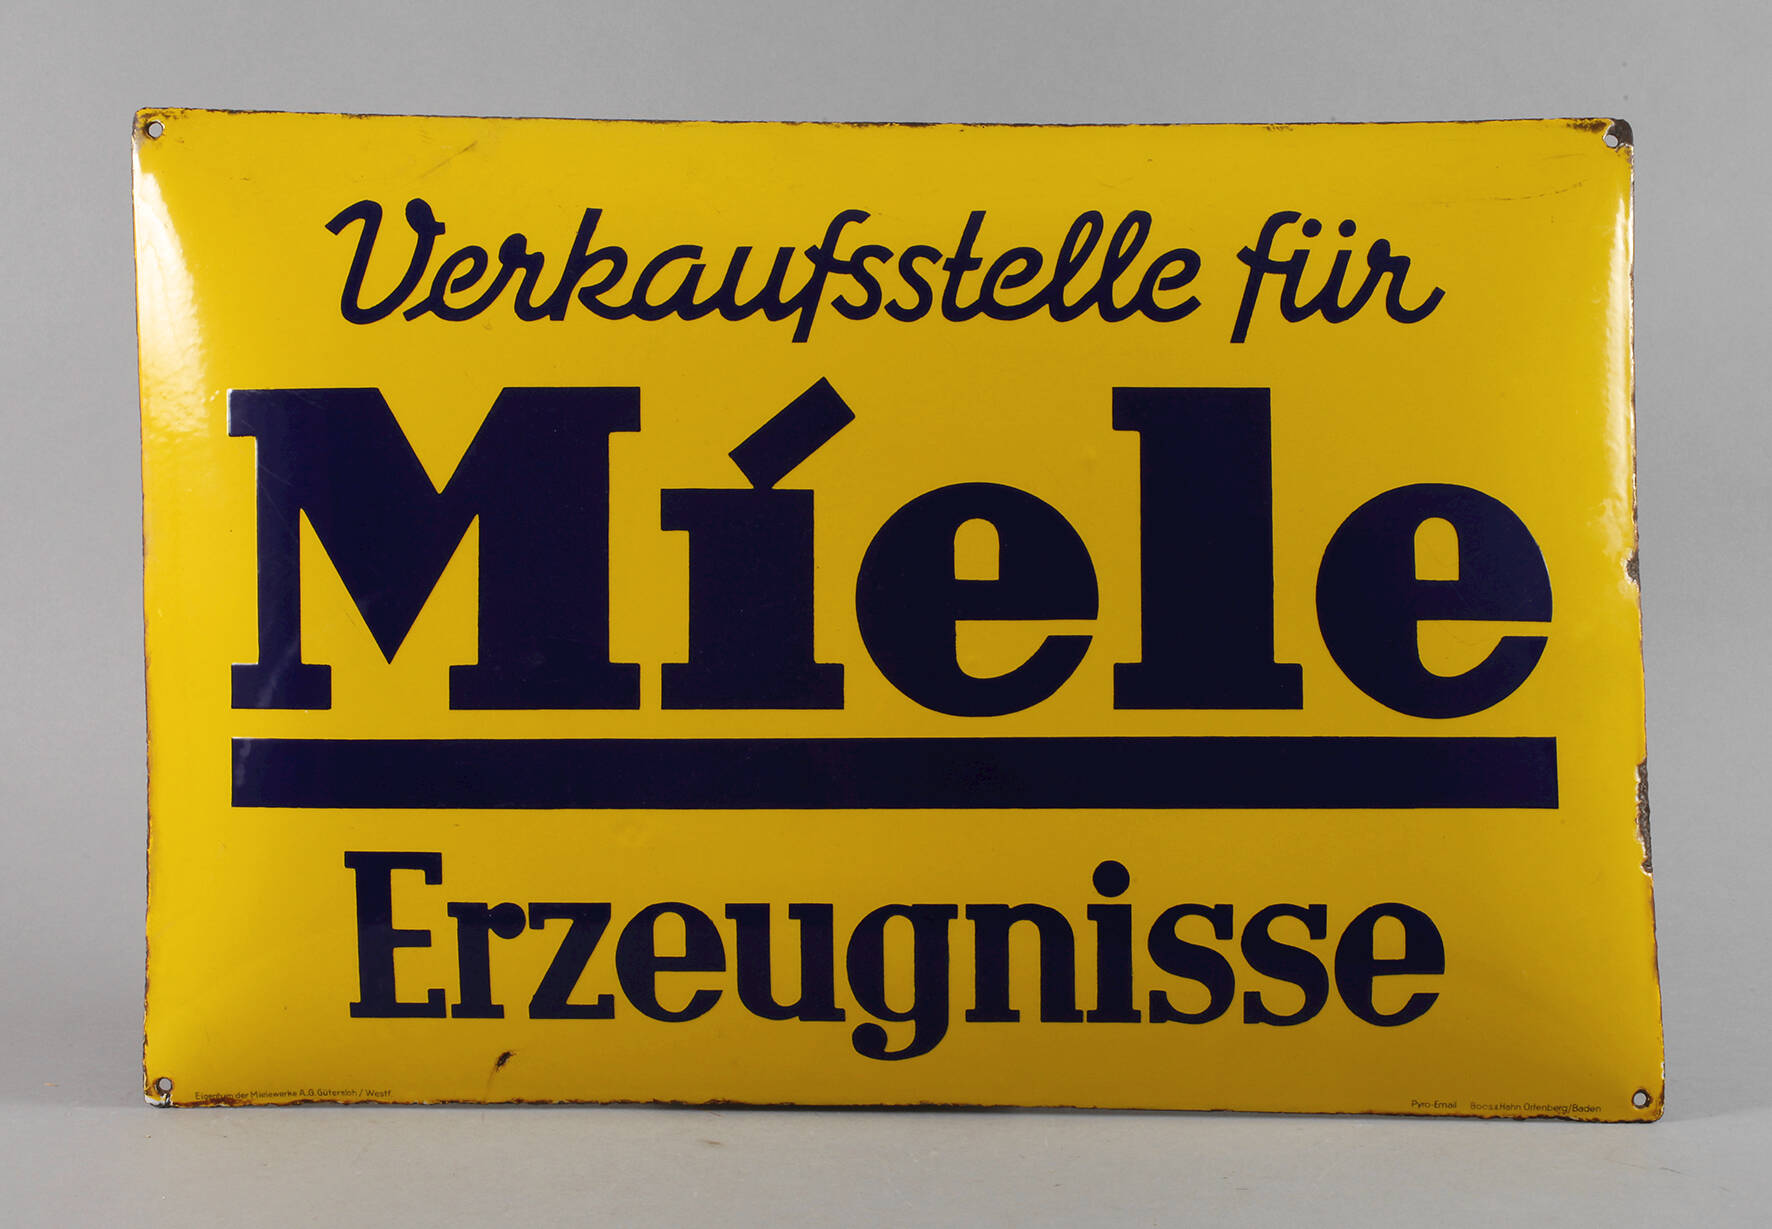 Verkaufsstelle für
Miele
Erzeugnisse
Eigentum der Mielewerke A.G. Gütersloh / Westf.
Pyro-Email Boos & Hahn Ortenberg/Baden